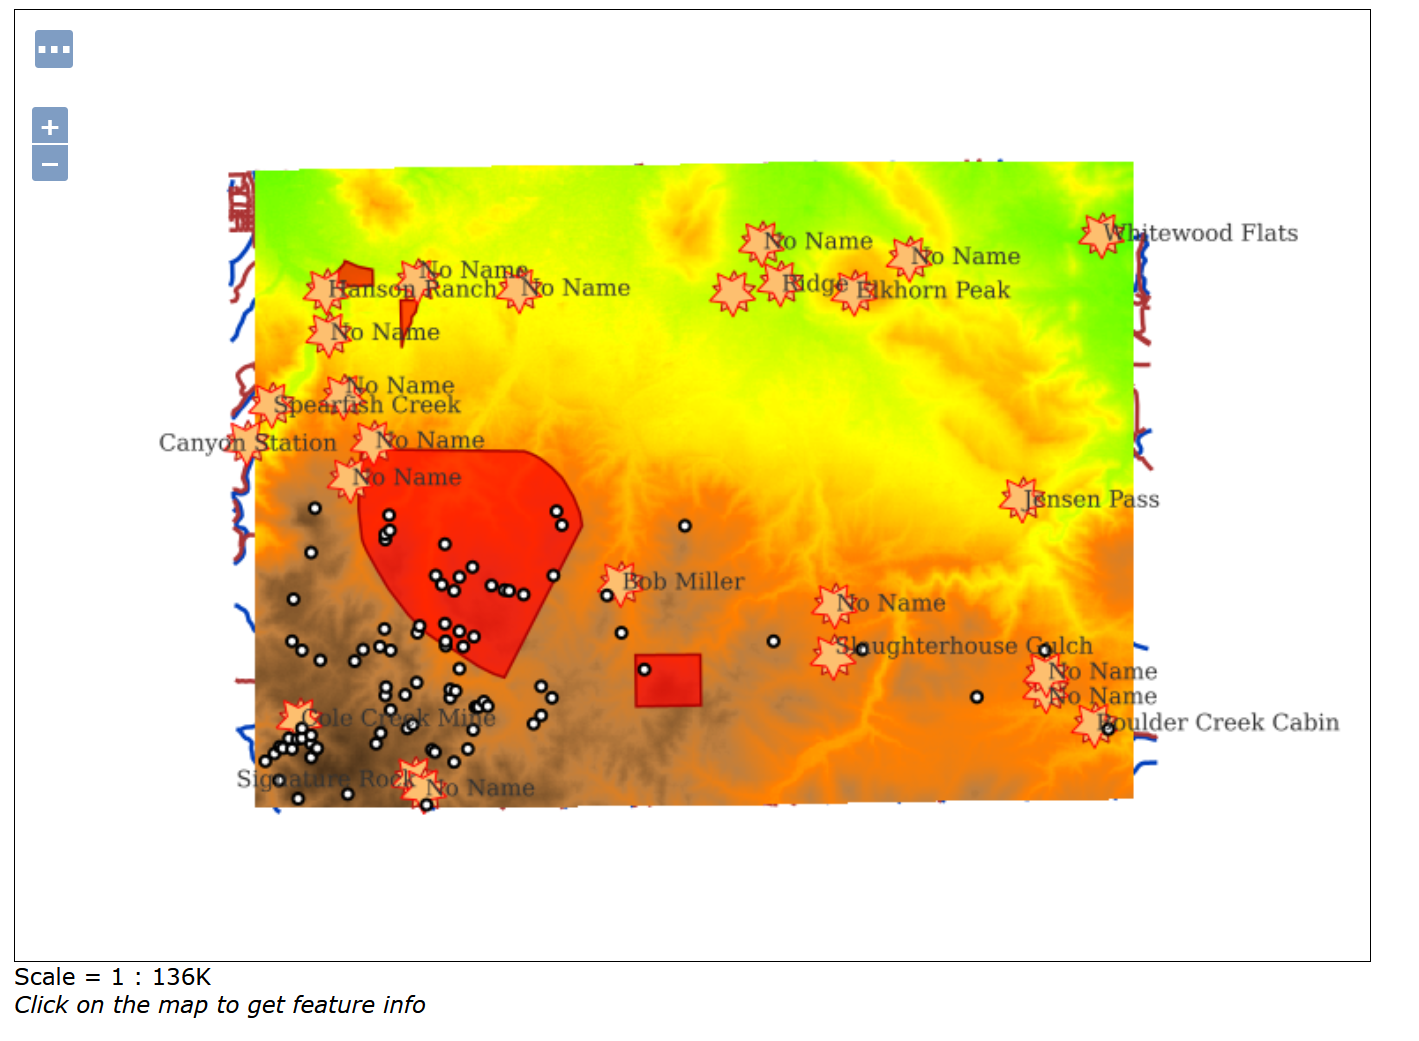 +
−
Whitewood Flats
No Name
No Name
No Name
Hanson Ranch
No Name
Ridge
Elkhorn Peak
No Name
No Name
Spearfish Creek
Canyon Station
No Name
No Name
Jensen Pass
Bob Miller
No Name
Slaughterhouse Gulch
No Name
No Name
Cole Creek Mine
Boulder Creek Cabin
Signature Rock
No Name
Scale = 1 : 136K
Click on the map to get feature info